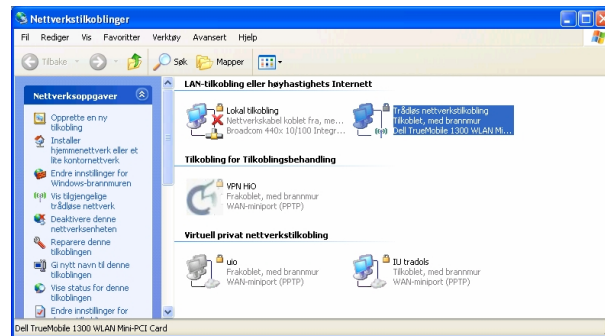 Nettverkstilkoblinger
Fil Rediger Vis Favoritter Verktøy Avansert Hjelp
Tilbake Søk Mapper
Nettverksoppgaver
Opprette en ny
tilkobling
Installer
hjemmenettverk eller et
lite kontornettverk
Endre innstillinger for
Windows-brannmuren
Vis tilgjengelige
trådløse nettverk
Deaktivere denne
nettverksenheten
Reparere denne
tilkoblingen
Gi nytt navn til denne
tilkoblingen
Vise status for denne
tilkoblingen
Endre innstillinger for
LAN-tilkobling eller høyhastighets Internett
Lokal tilkobling
Nettverkskabel koblet fra, me...
Broadcom 440x 10/100 Integr...
Trådløs nettverkstilkobling
Tilkoblet, med brannmur
Dell TrueMobile 1300 WLAN Mi...
Tilkobling for Tilkoblingsbehandling
VPN HiO
Frakoblet, med brannmur
WAN-miniport (PPTP)
Virtuell privat nettverkstilkobling
uio
Frakoblet, med brannmur
WAN-miniport (PPTP)
IU tradols
Tilkoblet, med brannmur
WAN-miniport (PPTP)
Dell TrueMobile 1300 WLAN Mini-PCI Card